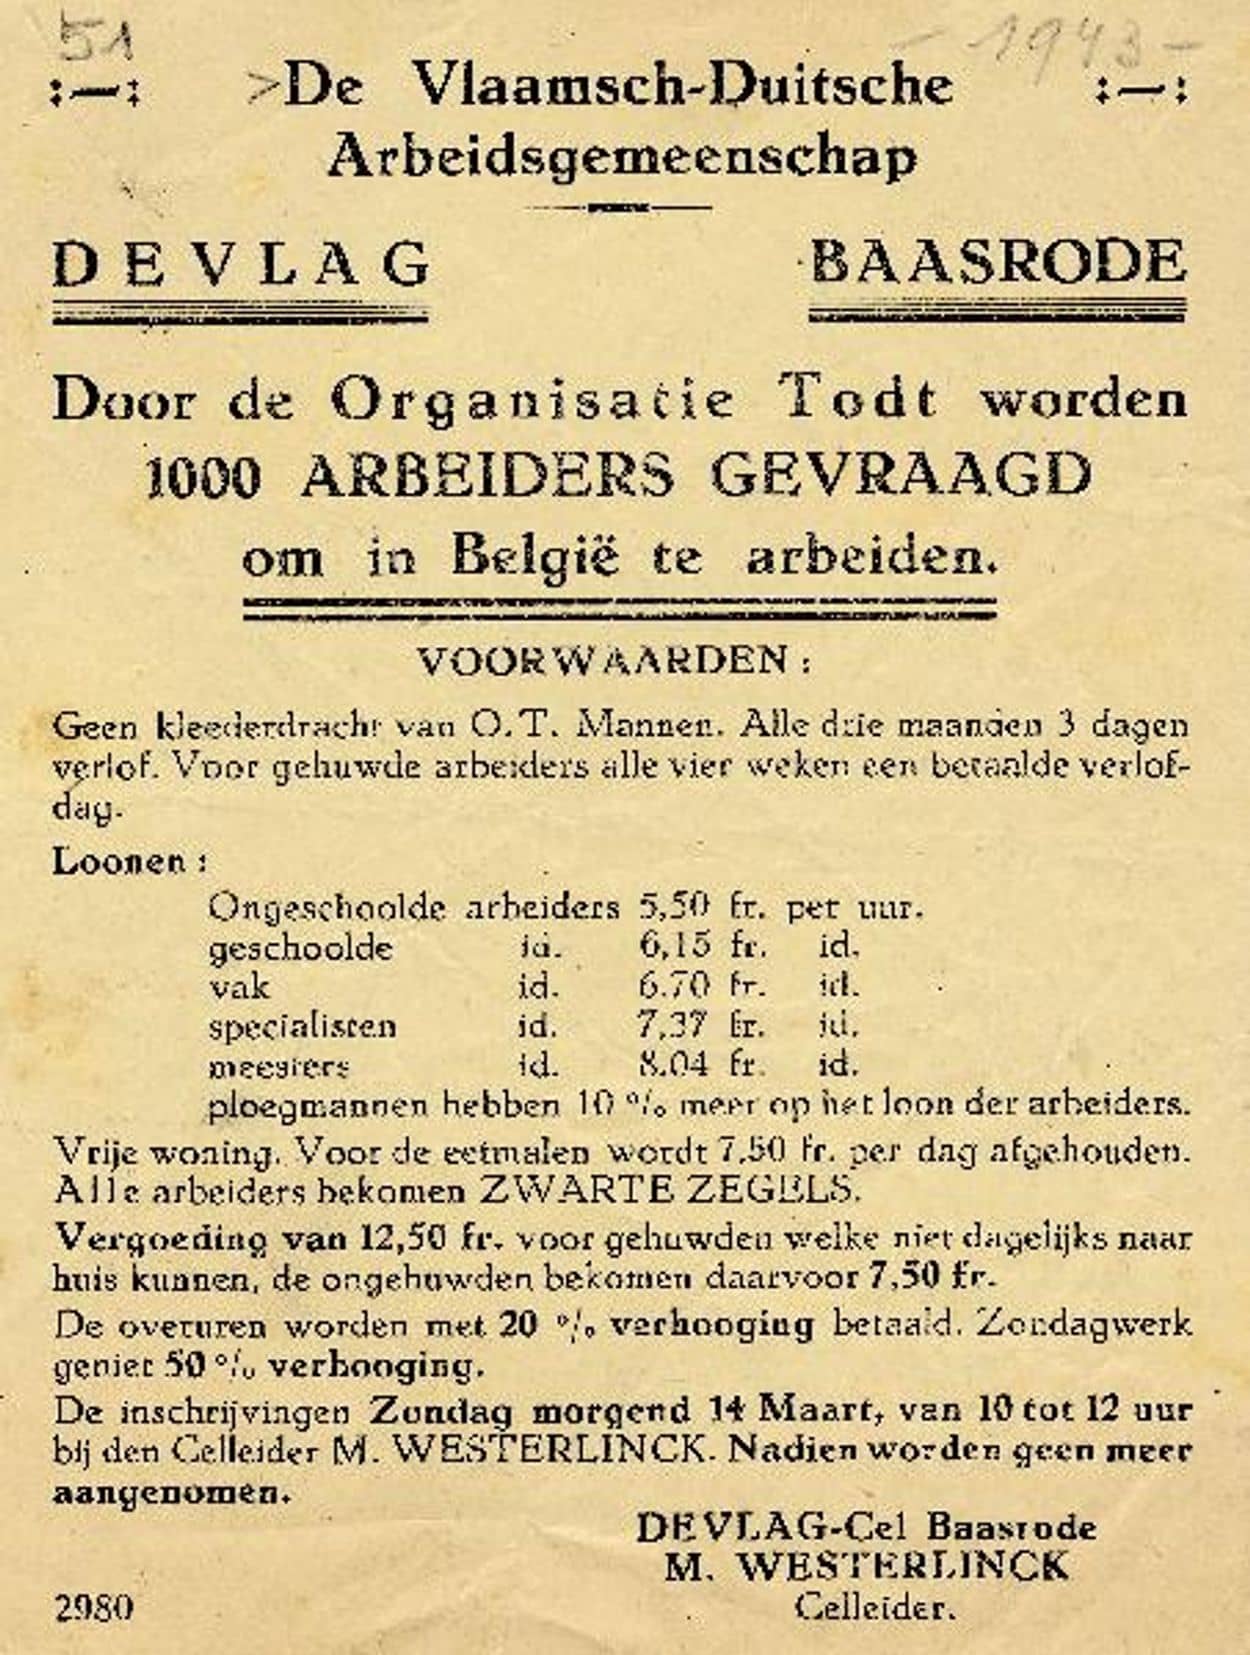 51
- 1943 -
:—: >De Vlaamsch-Duitsche :—:
Arbeidsgemeenschap
DEVLAG BAASRODE
Door de Organisatie Todt worden
1000 ARBEIDERS GEVRAAGD
om in België te arbeiden.
VOORWAARDEN :
Geen kleederdracht van O. T. Mannen. Alle drie maanden 3 dagen
verlof. Voor gehuwde arbeiders alle vier weken een betaalde verlof-
dag.
Loonen :
Ongeschoolde arbeiders 5,50 fr. per uur.
geschoolde id. 6,15 fr. id.
vak id. 6.70 fr. id.
specialisten id. 7,37 fr. id.
meesters id. 8.04 fr. id.
ploegmannen hebben 10 % meer op het loon der arbeiders.
Vrije woning. Voor de eetmalen wordt 7.50 fr. per dag afgehouden.
Alle arbeiders bekomen ZWARTE ZEGELS.
Vergoeding van 12,50 fr. voor gehuwden welke niet dagelijks naar
huis kunnen, de ongehuwden bekomen daarvoor 7,50 fr.
De overuren worden met 20 % verhooging betaald. Zondagwerk
geniet 50 % verhooging.
De inschrijvingen Zondag morgend 14 Maart, van 10 tot 12 uur
bij den Celleider M. WESTERLINCK. Nadien worden geen meer
aangenomen.
DEVLAG-Cel Baasrode
M. WESTERLINCK
2980 Celleider.